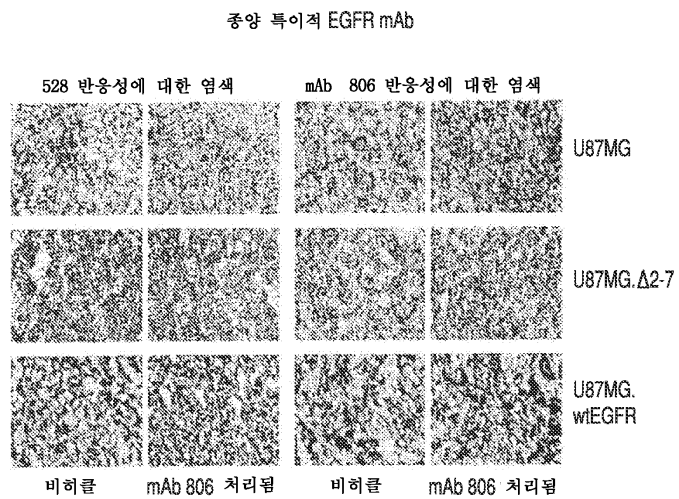 종양 특이적 EGFR mAb
528 반응성에 대한 염색
mAb 806 반응성에 대한 염색
U87MG
U87MG.Δ2-7
U87MG.
wtEGFR
비히클
mAb 806 처리됨
비히클
mAb 806 처리됨